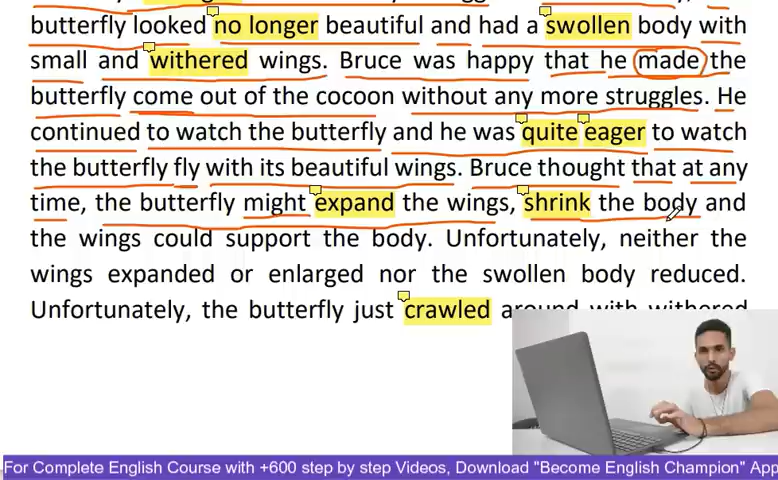 butterfly looked no longer beautiful and had a swollen body with
small and withered wings. Bruce was happy that he made the
butterfly come out of the cocoon without any more struggles. He
continued to watch the butterfly and he was quite eager to watch
the butterfly fly with its beautiful wings. Bruce thought that at any
time, the butterfly might expand the wings, shrink the body and
the wings could support the body. Unfortunately, neither the
wings expanded or enlarged nor the swollen body reduced.
Unfortunately, the butterfly just crawled around with withered
For Complete English Course with +600 step by step Videos, Download "Become English Champion" App